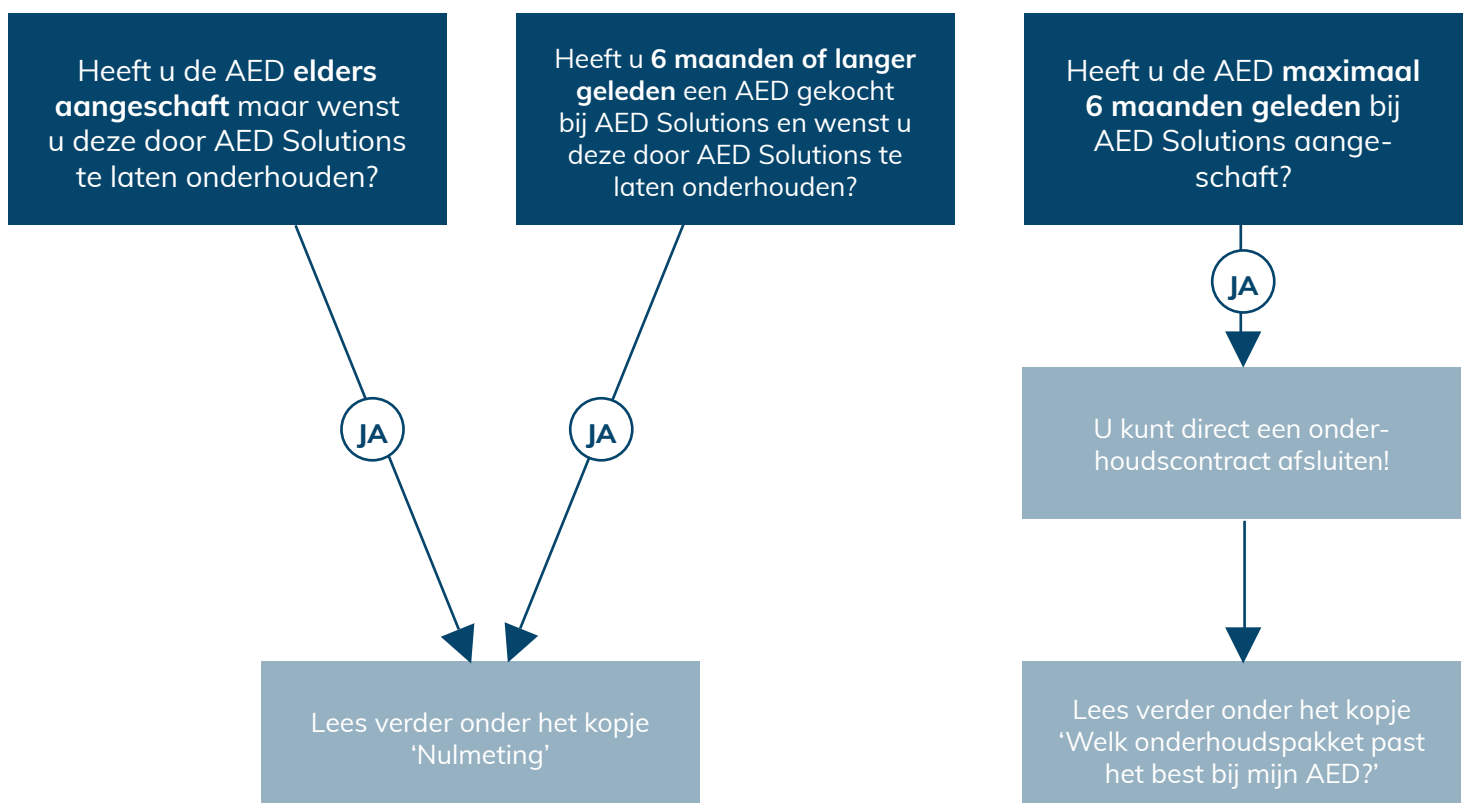 Heeft u de AED elders
aangeschaft maar wenst
u deze door AED Solutions
te laten onderhouden?
Heeft u 6 maanden of langer
geleden een AED gekocht
bij AED Solutions en wenst u
deze door AED Solutions te
laten onderhouden?
Heeft u de AED maximaal
6 maanden geleden bij
AED Solutions aange-
schaft?
JA
JA
JA
U kunt direct een onder-
houdscontract afsluiten!
Lees verder onder het kopje
‘Nulmeting’
Lees verder onder het kopje
‘Welk onderhoudspakket past
het best bij mijn AED?’